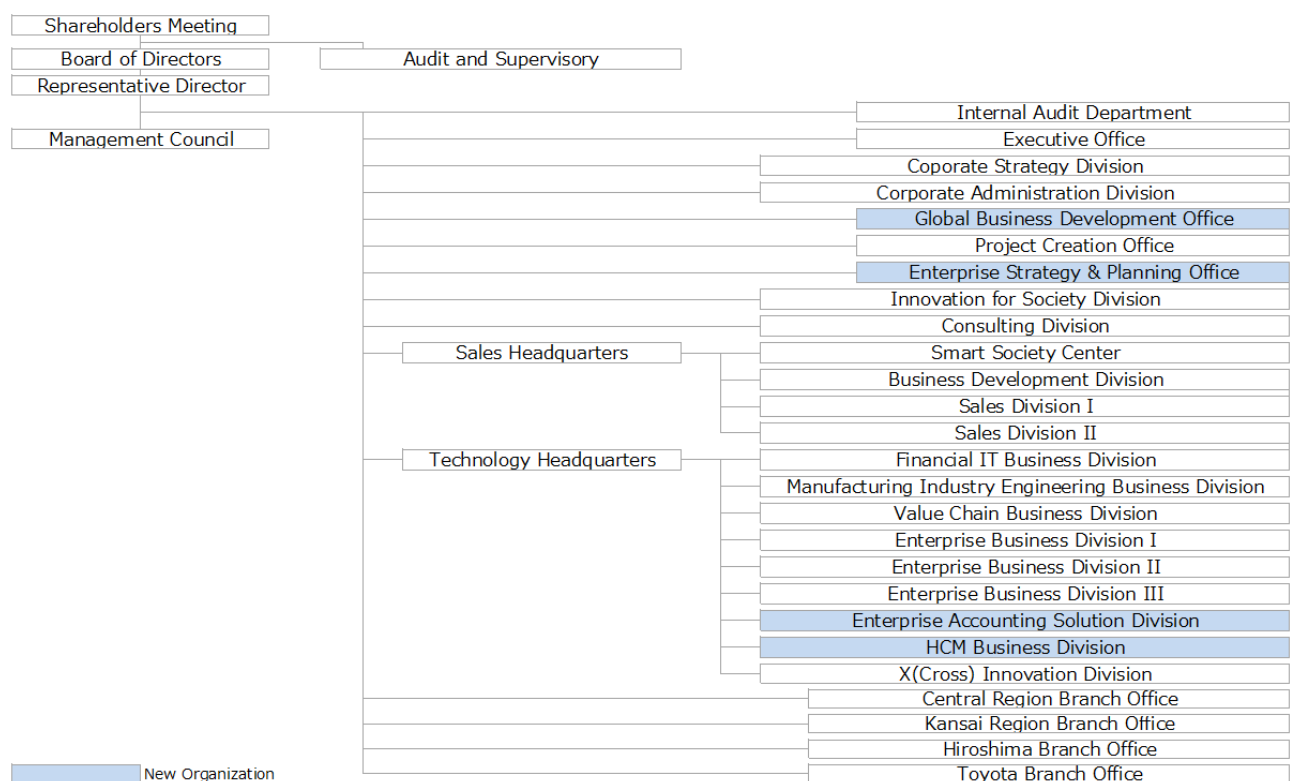 Shareholders Meeting
Board of Directors
Audit and Supervisory
Representative Director
Internal Audit Department
Management Council
Executive Office
Coporate Strategy Division
Corporate Administration Division
Global Business Development Office
Project Creation Office
Enterprise Strategy & Planning Office
Innovation for Society Division
Consulting Division
Sales Headquarters
Smart Society Center
Business Development Division
Sales Division I
Sales Division II
Technology Headquarters
Financial IT Business Division
Manufacturing Industry Engineering Business Division
Value Chain Business Division
Enterprise Business Division I
Enterprise Business Division II
Enterprise Business Division III
Enterprise Accounting Solution Division
HCM Business Division
X(Cross) Innovation Division
Central Region Branch Office
Kansai Region Branch Office
Hiroshima Branch Office
Toyota Branch Office
New Organization